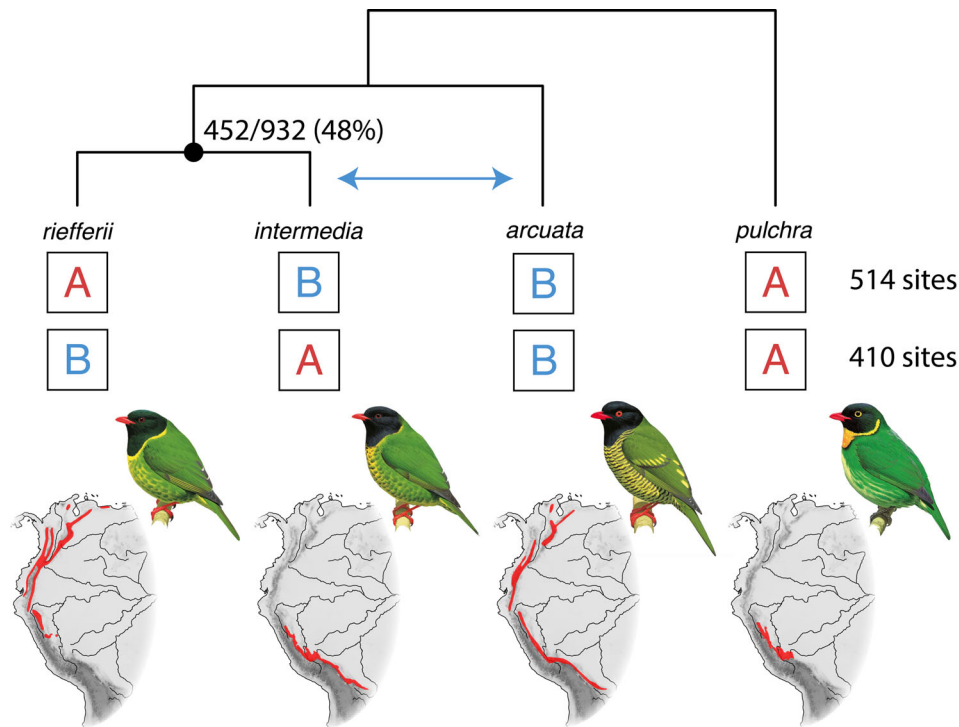 452/932 (48%)
riefferii intermedia arcuata pulchra
A B B A 514 sites
B A B A 410 sites